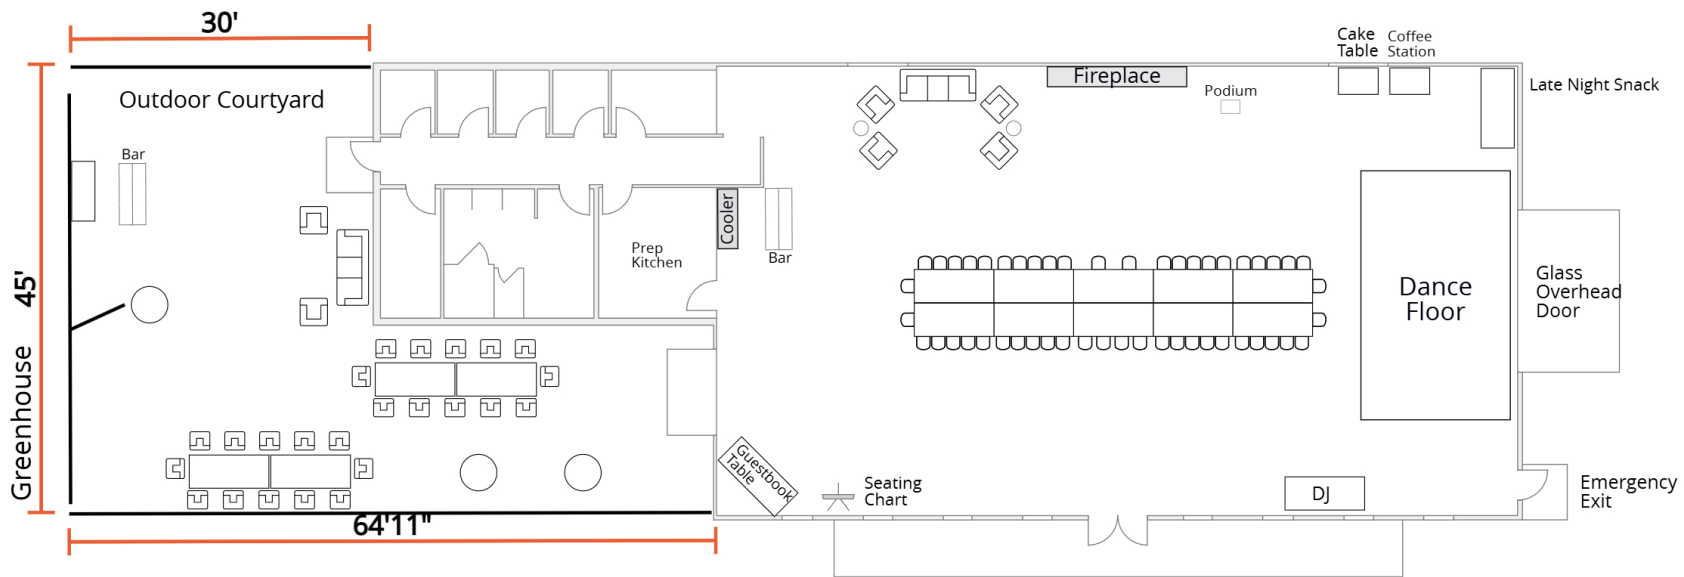 30'
Cake
Table
Coffee
Station
Fireplace
Podium
Late Night Snack
Outdoor Courtyard
Bar
Cooler
Prep
Kitchen
Bar
45'
Greenhouse
Dance
Floor
Glass
Overhead
Door
Guestbook
Table
Seating
Chart
DJ
Emergency
Exit
64'11"